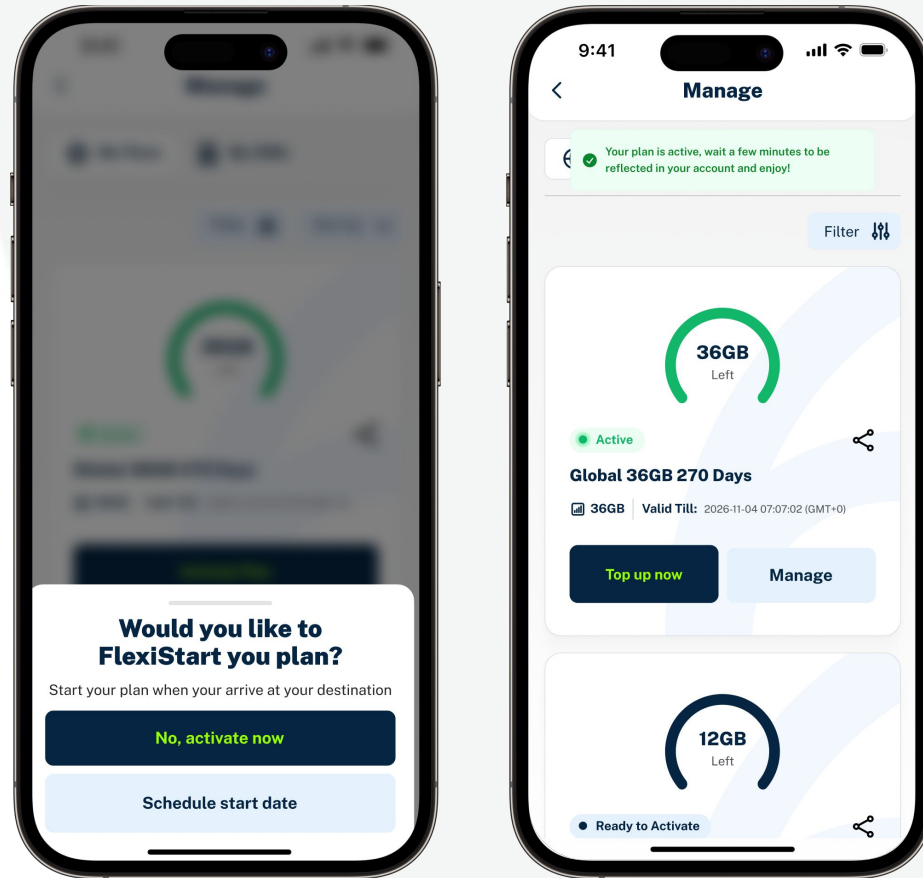 Would you like to
FlexiStart you plan?
Start your plan when your arrive at your destination
No, activate now
Schedule start date
9:41
Manage
Your plan is active, wait a few minutes to be
reflected in your account and enjoy!
Filter
36GB
Left
Active
Global 36GB 270 Days
36GB Valid Till: 2026-11-04 07:07:02 (GMT+0)
Top up now Manage
12GB
Left
Ready to Activate